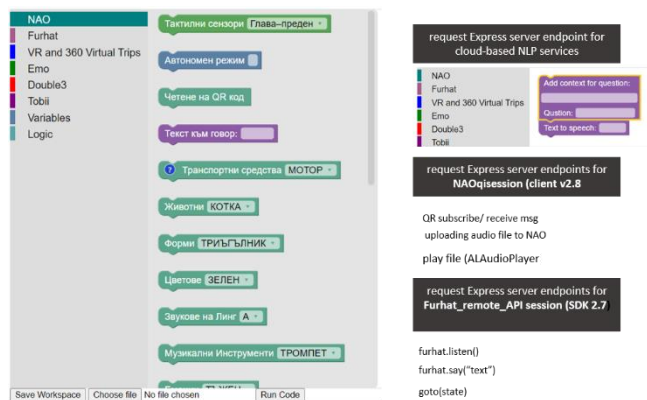 NAO
Furhat
VR and 360 Virtual Trips
Emo
Double3
Tobii
Variables
Logic
Тактилни сензори Глава–преден
Автономен режим
Четене на QR код
Текст към говор:
? Транспортни средства МОТОР
Животни КОТКА
Форми ТРИЪГЪЛНИК
Цветове ЗЕЛЕН
Звукове на Линг А
Музикални Инструменти ТРОМПЕТ
Save Workspace Choose file No file chosen Run Code
request Express server endpoint for
cloud-based NLP services
NAO
Furhat
VR and 360 Virtual Trips
Emo
Double3
Tobii
Add context for question:
Qustion:
Text to speech:
request Express server endpoints for
NAOqisession (client v2.8
QR subscribe/ receive msg
uploading audio file to NAO
play file (ALAudioPlayer
request Express server endpoints for
Furhat_remote_API session (SDK 2.7)
furhat.listen()
furhat.say("text")
goto(state)